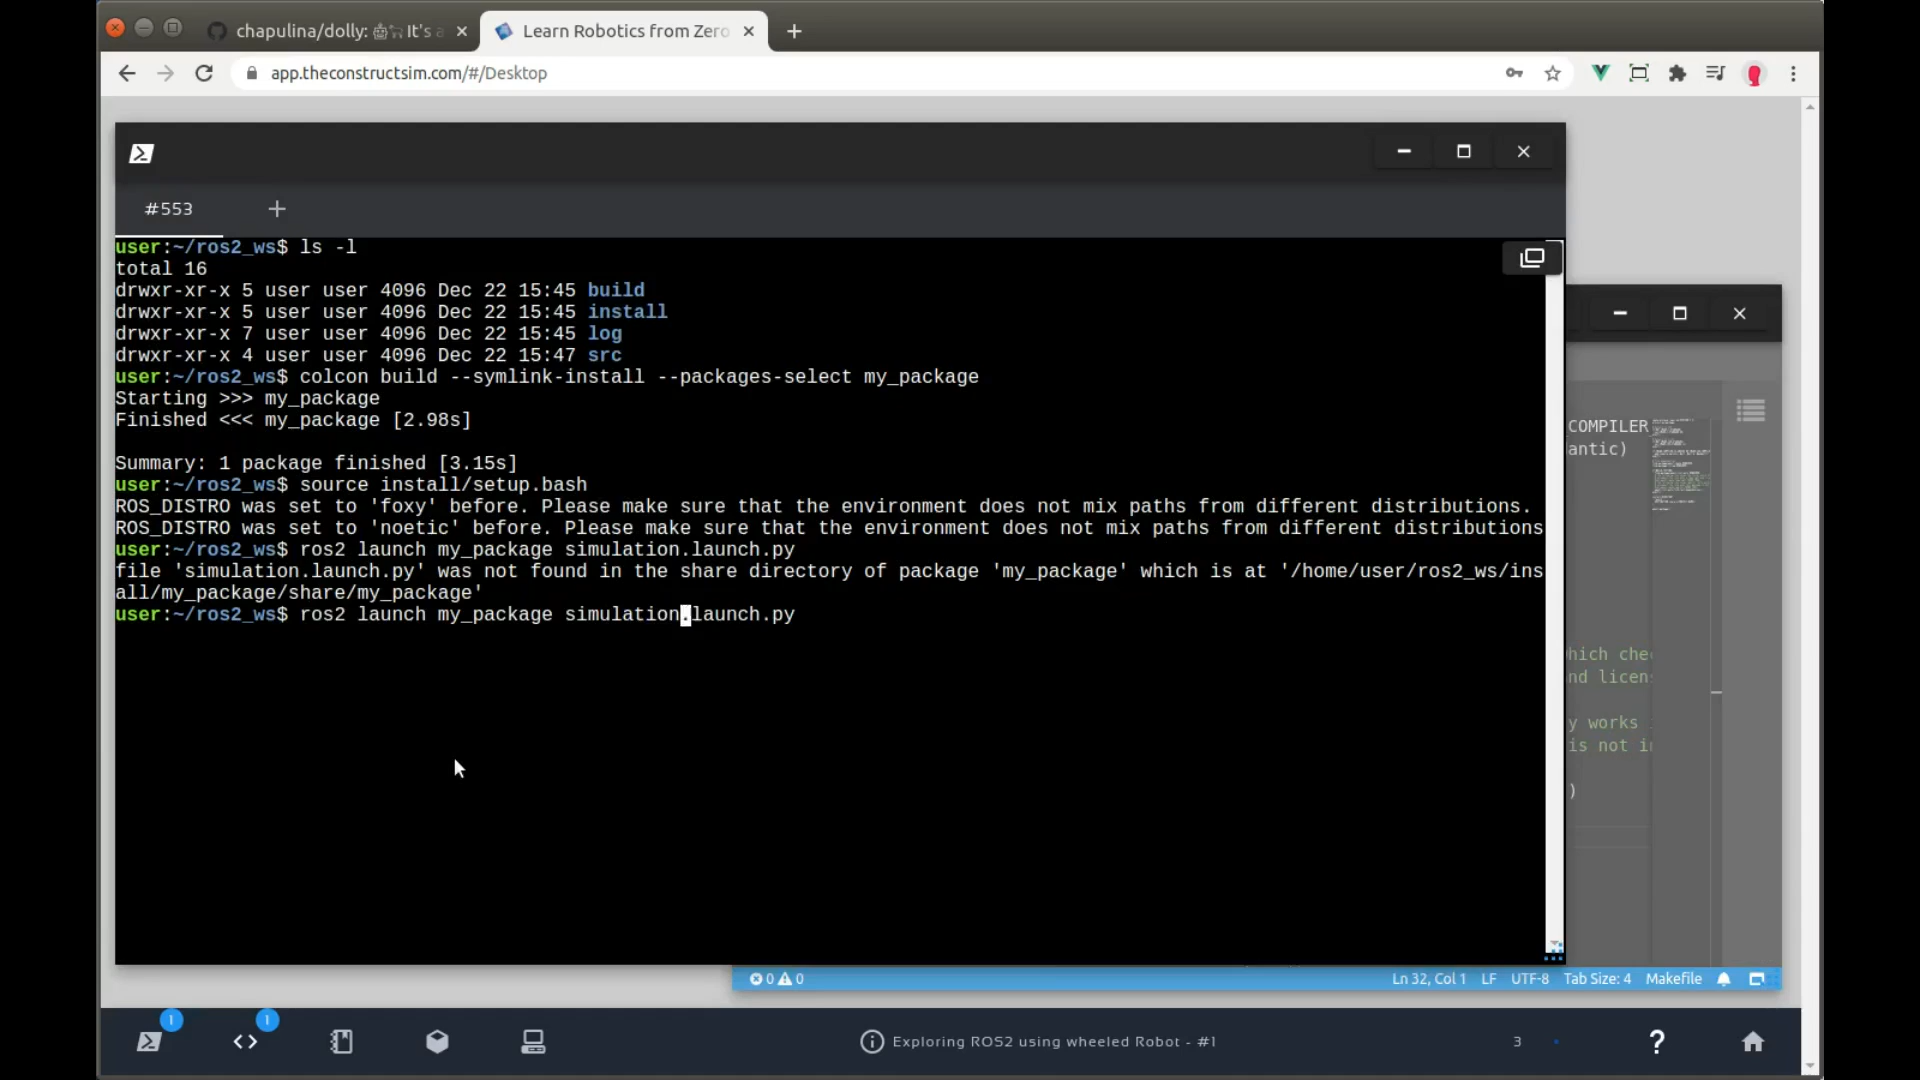 chapulina/dolly: 🤖🐑 It's a
Learn Robotics from Zero
app.theconstructsim.com/#/Desktop
#553
user:~/ros2_ws$ ls -l
total 16
drwxr-xr-x 5 user user 4096 Dec 22 15:45 build
drwxr-xr-x 5 user user 4096 Dec 22 15:45 install
drwxr-xr-x 7 user user 4096 Dec 22 15:45 log
drwxr-xr-x 4 user user 4096 Dec 22 15:47 src
user:~/ros2_ws$ colcon build --symlink-install --packages-select my_package
Starting >>> my_package
Finished <<< my_package [2.98s]
Summary: 1 package finished [3.15s]
user:~/ros2_ws$ source install/setup.bash
ROS_DISTRO was set to 'foxy' before. Please make sure that the environment does not mix paths from different distributions.
ROS_DISTRO was set to 'noetic' before. Please make sure that the environment does not mix paths from different distributions
user:~/ros2_ws$ ros2 launch my_package simulation.launch.py
file 'simulation.launch.py' was not found in the share directory of package 'my_package' which is at '/home/user/ros2_ws/ins
all/my_package/share/my_package'
user:~/ros2_ws$ ros2 launch my_package simulation.launch.py
COMPILER
antic)
hich che
nd licen
y works
is not i
)
0 0
Ln 32, Col 1 LF UTF-8 Tab Size: 4 Makefile
1
1
Exploring ROS2 using wheeled Robot - #1
3
?